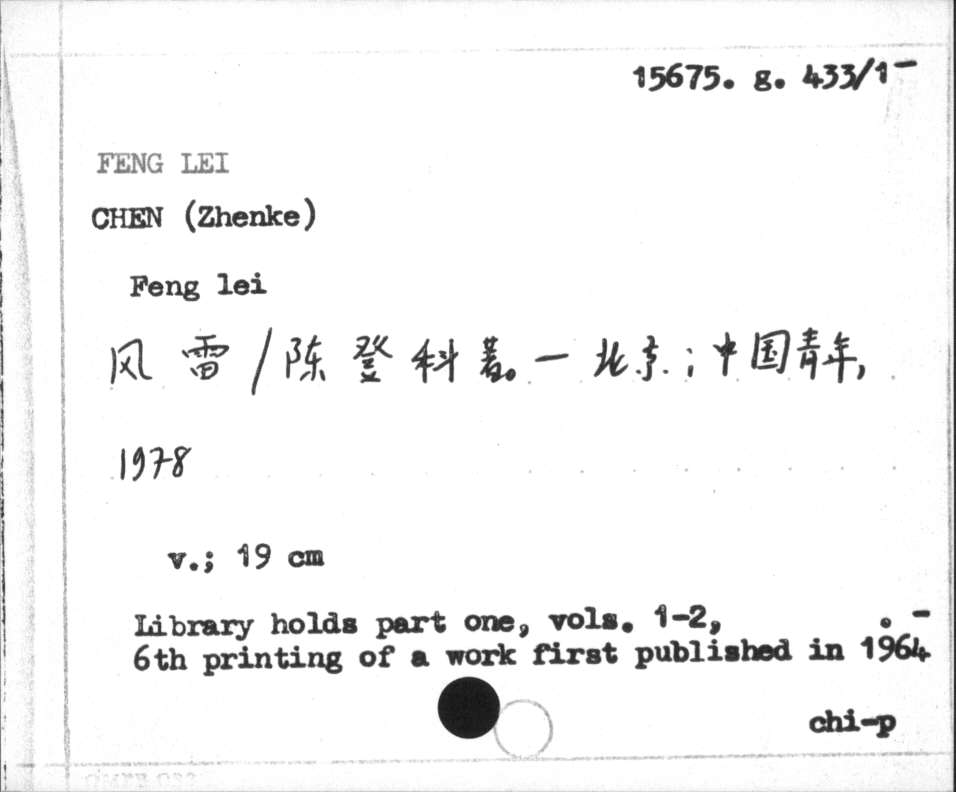 15675. g. 433/1-
FENG LEI
CHEN (Zhenke)
Feng lei
风雷/陈登科著。一北京;中国青年,
1978
v.; 19 cm
Library holds part one, vols. 1-2,
6th printing of a work first published in 1964
chi-p